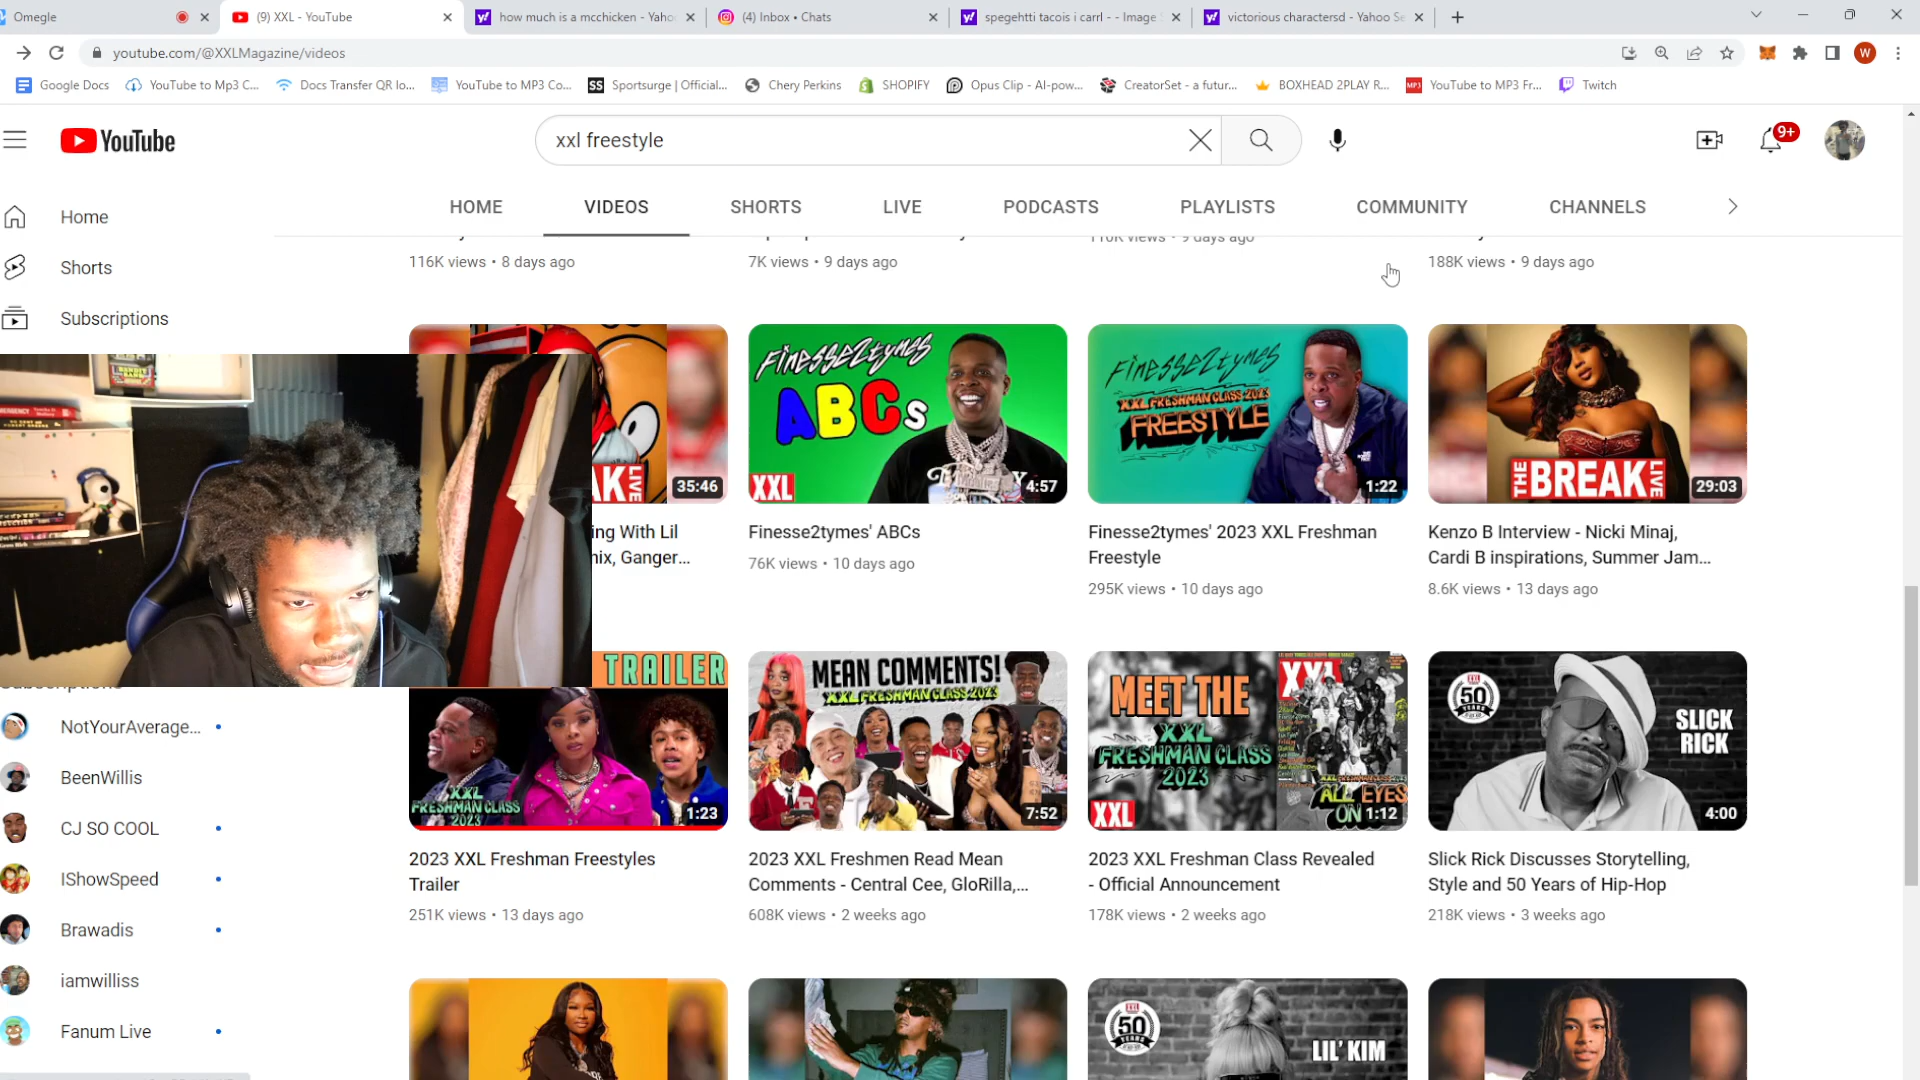 Omegle
(9) XXL - YouTube
how much is a mcchicken - Yaho
(4) Inbox • Chats
spegehtti tacois i carrl - - Image S
victorious charactersd - Yahoo Se
youtube.com/@XXLMagazine/videos
W
Google Docs
YouTube to Mp3 C...
Docs Transfer QR lo...
YouTube to MP3 Co...
Sportsurge | Official...
Chery Perkins
SHOPIFY
Opus Clip - AI-pow...
CreatorSet - a futur...
BOXHEAD 2PLAY R...
YouTube to MP3 Fr...
Twitch
YouTube
xxl freestyle
9+
HOME
VIDEOS
SHORTS
LIVE
PODCASTS
PLAYLISTS
COMMUNITY
CHANNELS
Home
Shorts
Subscriptions
116K views • 8 days ago
7K views • 9 days ago
110K views • 9 days ago
188K views • 9 days ago
AK
LIVE
35:46
Finesse2tymes
ABCs
XXL
4:57
Finesse2tymes
XXL FRESHMAN CLASS 2023
FREESTYLE
1:22
THE BREAK LIVE
29:03
ing With Lil
nix, Ganger...
Finesse2tymes' ABCs
76K views • 10 days ago
Finesse2tymes' 2023 XXL Freshman
Freestyle
295K views • 10 days ago
Kenzo B Interview - Nicki Minaj,
Cardi B inspirations, Summer Jam...
8.6K views • 13 days ago
Subscriptions
NotYourAverage...
BeenWillis
CJ SO COOL
IShowSpeed
Brawadis
iamwilliss
Fanum Live
TRAILER
XXL
FRESHMAN CLASS
2023
1:23
MEAN COMMENTS!
XXL FRESHMAN CLASS 2023
7:52
MEET THE
XXL
FRESHMAN CLASS
2023
XXL
XXL
ALL EYES
ON
1:12
50
YEARS
SLICK
RICK
4:00
2023 XXL Freshman Freestyles
Trailer
251K views • 13 days ago
2023 XXL Freshmen Read Mean
Comments - Central Cee, GloRilla,...
608K views • 2 weeks ago
2023 XXL Freshman Class Revealed
- Official Announcement
178K views • 2 weeks ago
Slick Rick Discusses Storytelling,
Style and 50 Years of Hip-Hop
218K views • 3 weeks ago
50
YEARS
LIL' KIM